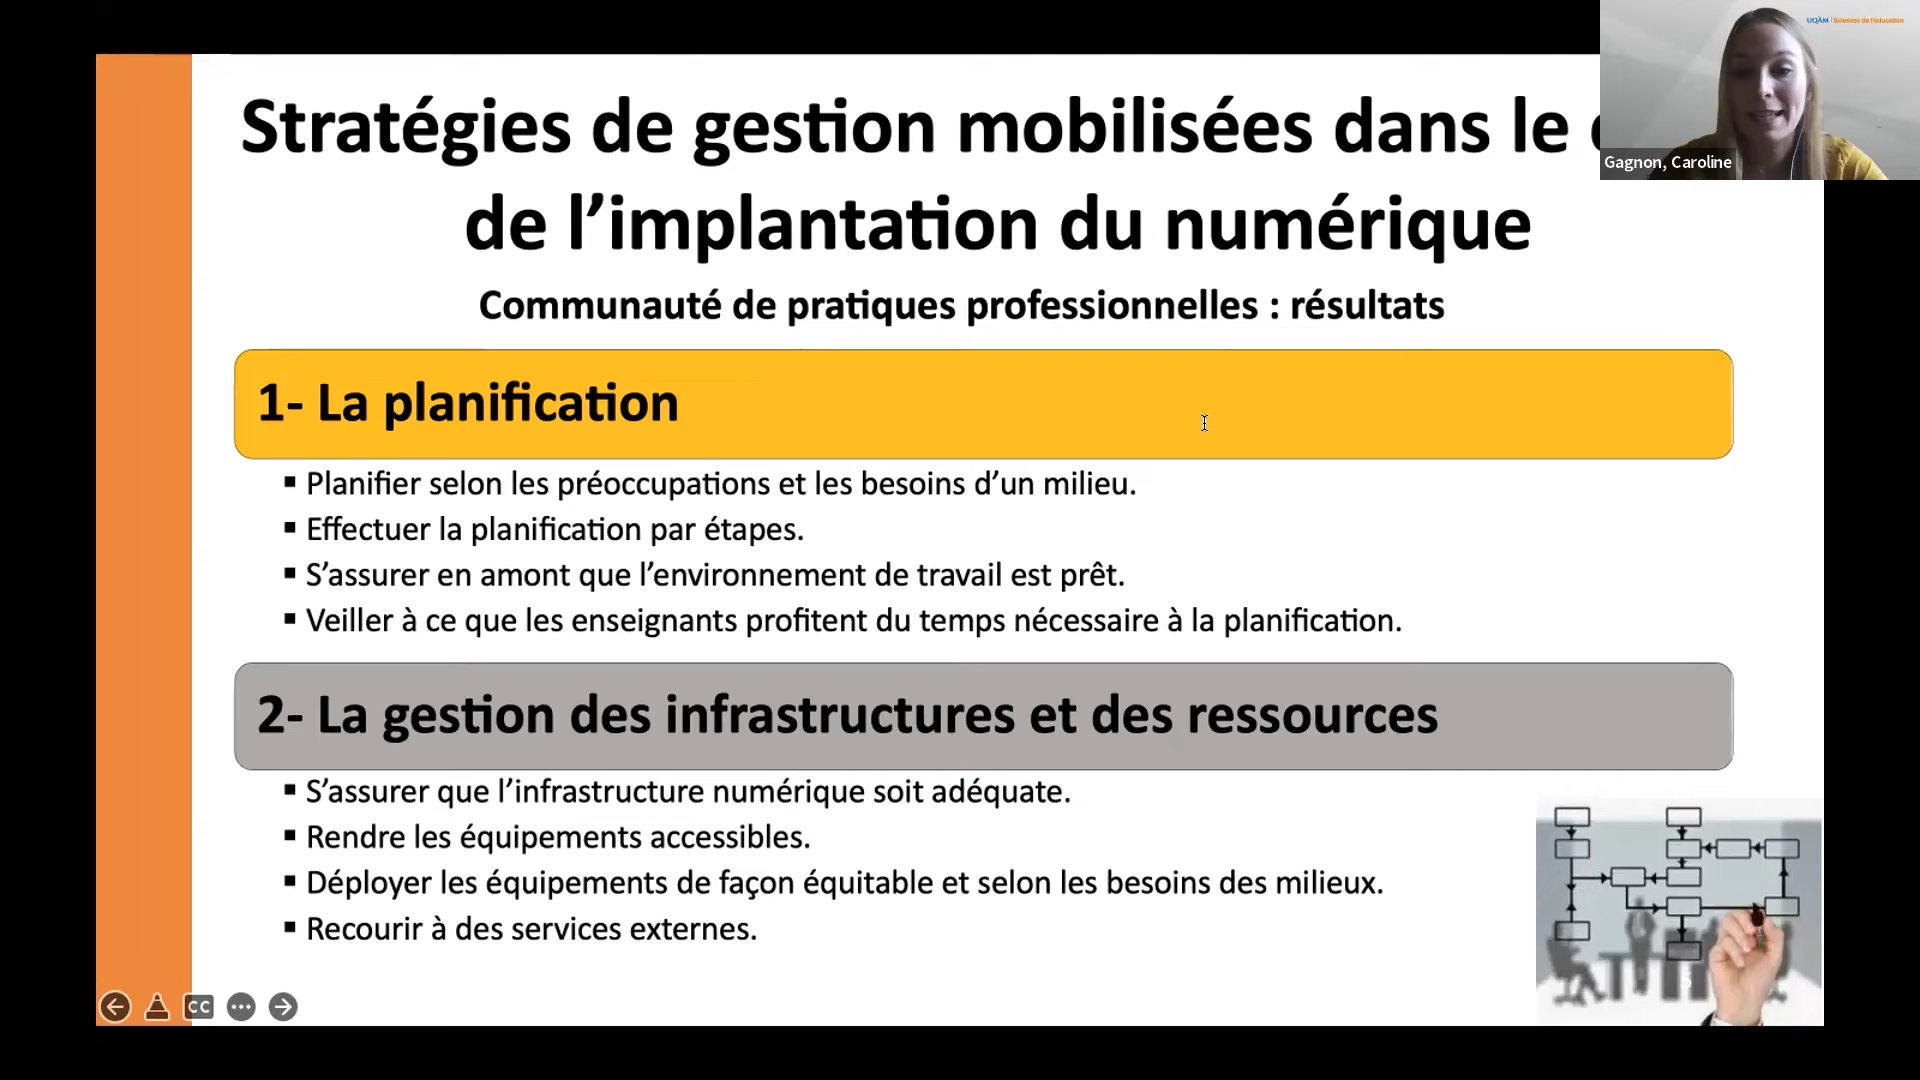 UQÀM | Sciences de l'éducation
Gagnon, Caroline
Stratégies de gestion mobilisées dans le
de l’implantation du numérique
Communauté de pratiques professionnelles : résultats
1- La planification
▪ Planifier selon les préoccupations et les besoins d’un milieu.
▪ Effectuer la planification par étapes.
▪ S’assurer en amont que l’environnement de travail est prêt.
▪ Veiller à ce que les enseignants profitent du temps nécessaire à la planification.
2- La gestion des infrastructures et des ressources
▪ S’assurer que l’infrastructure numérique soit adéquate.
▪ Rendre les équipements accessibles.
▪ Déployer les équipements de façon équitable et selon les besoins des milieux.
▪ Recourir à des services externes.
CC